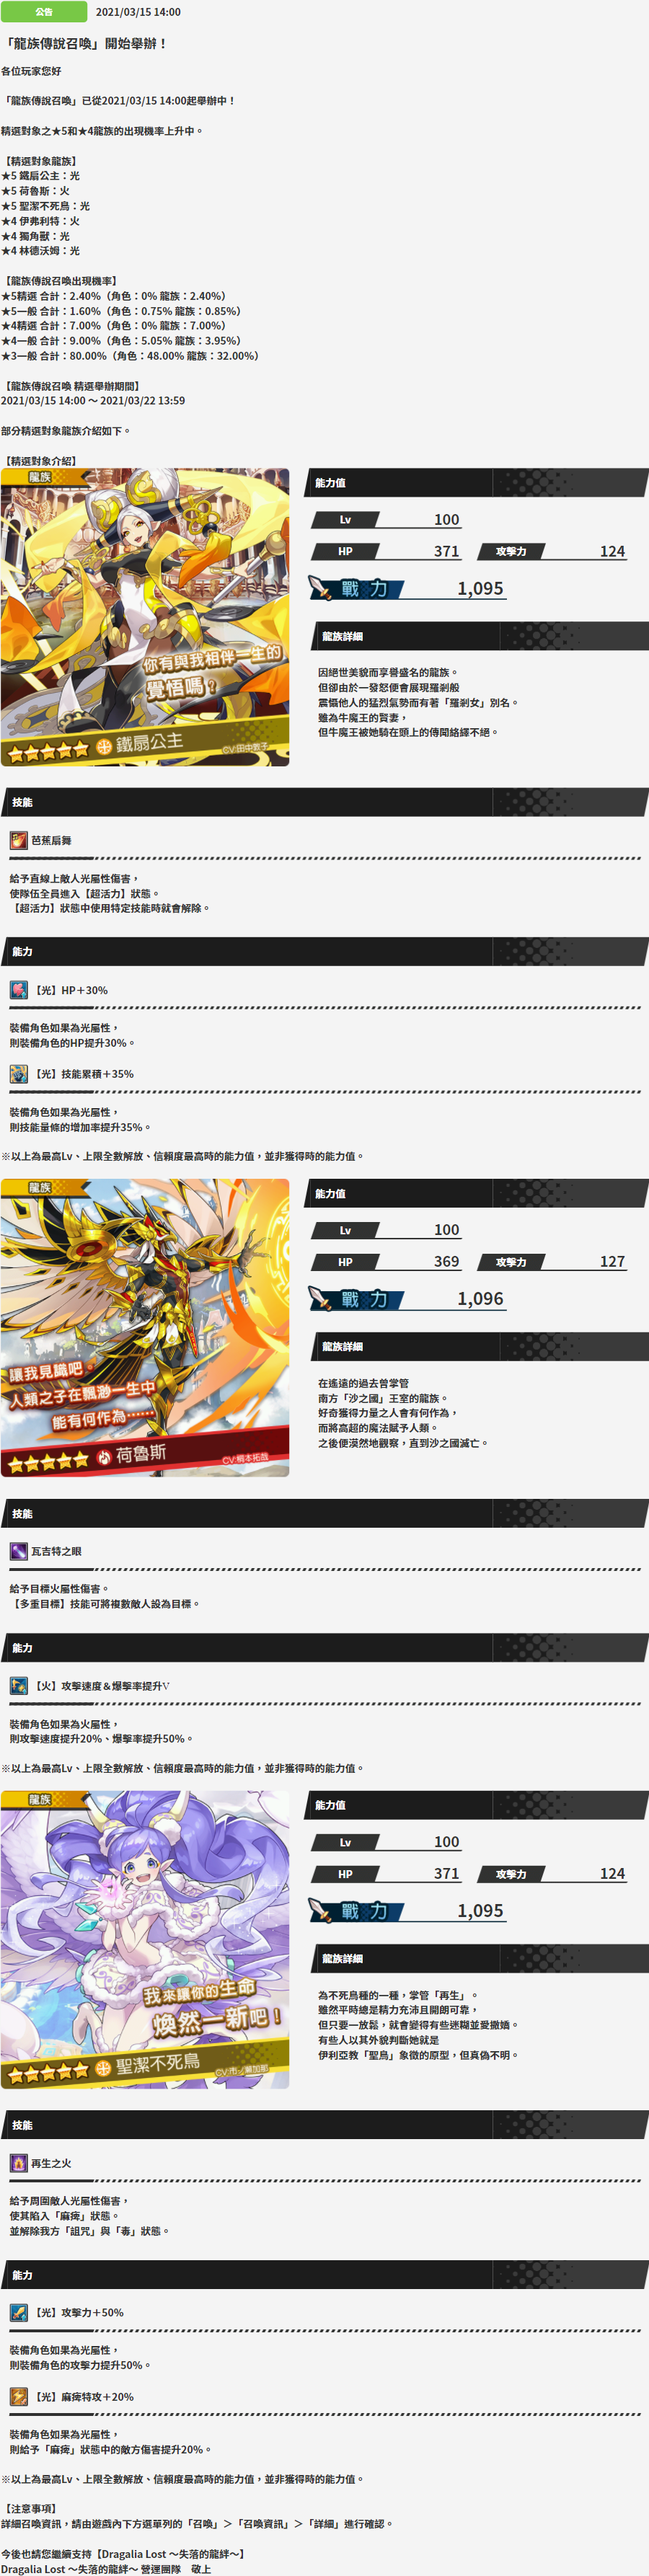 公告 2021/03/15 14:00
「龍族傳說召喚」開始舉辦！
各位玩家您好
「龍族傳說召喚」已從2021/03/15 14:00起舉辦中！
精選對象之★5和★4龍族的出現機率上升中。
【精選對象龍族】
★5 鐵扇公主：光
★5 荷魯斯：火
★5 聖潔不死鳥：光
★4 伊弗利特：火
★4 獨角獸：光
★4 林德沃姆：光
【龍族傳說召喚出現機率】
★5精選 合計：2.40%（角色：0% 龍族：2.40%）
★5一般 合計：1.60%（角色：0.75% 龍族：0.85%）
★4精選 合計：7.00%（角色：0% 龍族：7.00%）
★4一般 合計：9.00%（角色：5.05% 龍族：3.95%）
★3一般 合計：80.00%（角色：48.00% 龍族：32.00%）
【龍族傳說召喚 精選舉辦期間】
2021/03/15 14:00 ～ 2021/03/22 13:59
部分精選對象龍族介紹如下。
【精選對象介紹】
龍族
你有與我相伴一生的
覺悟嗎？
鐵扇公主
CV:田中敦子
能力值
Lv 100
HP 371 攻擊力 124
戰力 1,095
龍族詳細
因絕世美貌而享譽盛名的龍族。
但卻由於一發怒便會展現羅剎般
震懾他人的猛烈氣勢而有著「羅剎女」別名。
雖為牛魔王的賢妻，
但牛魔王被她騎在頭上的傳聞絡繹不絕。
技能
芭蕉扇舞
給予直線上敵人光屬性傷害，
使隊伍全員進入【超活力】狀態。
【超活力】狀態中使用特定技能時就會解除。
能力
【光】HP＋30%
裝備角色如果為光屬性，
則裝備角色的HP提升30%。
【光】技能累積＋35%
裝備角色如果為光屬性，
則技能量條的增加率提升35%。
※以上為最高Lv、上限全數解放、信賴度最高時的能力值，並非獲得時的能力值。
龍族
讓我見識吧。
人類之子在飄渺一生中
能有何作為……
荷魯斯
CV:楠本拓哉
能力值
Lv 100
HP 369 攻擊力 127
戰力 1,096
龍族詳細
在遙遠的過去曾掌管
南方「沙之國」王室的龍族。
好奇獲得力量之人會有何作為，
而將高超的魔法賦予人類。
之後便漠然地觀察，直到沙之國滅亡。
技能
瓦吉特之眼
給予目標火屬性傷害。
【多重目標】技能可將複數敵人設為目標。
能力
【火】攻擊速度＆爆擊率提升Ⅴ
裝備角色如果為火屬性，
則攻擊速度提升20%、爆擊率提升50%。
※以上為最高Lv、上限全數解放、信賴度最高時的能力值，並非獲得時的能力值。
龍族
我來讓你的生命
煥然一新吧！
聖潔不死鳥
CV:市ノ瀨加那
能力值
Lv 100
HP 371 攻擊力 124
戰力 1,095
龍族詳細
為不死鳥種的一種，掌管「再生」。
雖然平時總是精力充沛且開朗可靠，
但只要一放鬆，就會變得有些迷糊並愛撒嬌。
有些人以其外貌判斷她就是
伊利亞教「聖鳥」象徵的原型，但真偽不明。
技能
再生之火
給予周圍敵人光屬性傷害，
使其陷入「麻痺」狀態。
並解除我方「詛咒」與「毒」狀態。
能力
【光】攻擊力＋50%
裝備角色如果為光屬性，
則裝備角色的攻擊力提升50%。
【光】麻痺特攻＋20%
裝備角色如果為光屬性，
則給予「麻痺」狀態中的敵方傷害提升20%。
※以上為最高Lv、上限全數解放、信賴度最高時的能力值，並非獲得時的能力值。
【注意事項】
詳細召喚資訊，請由遊戲內下方選單列的「召喚」＞「召喚資訊」＞「詳細」進行確認。
今後也請您繼續支持【Dragalia Lost ～失落的龍絆～】
Dragalia Lost ～失落的龍絆～ 營運團隊　敬上